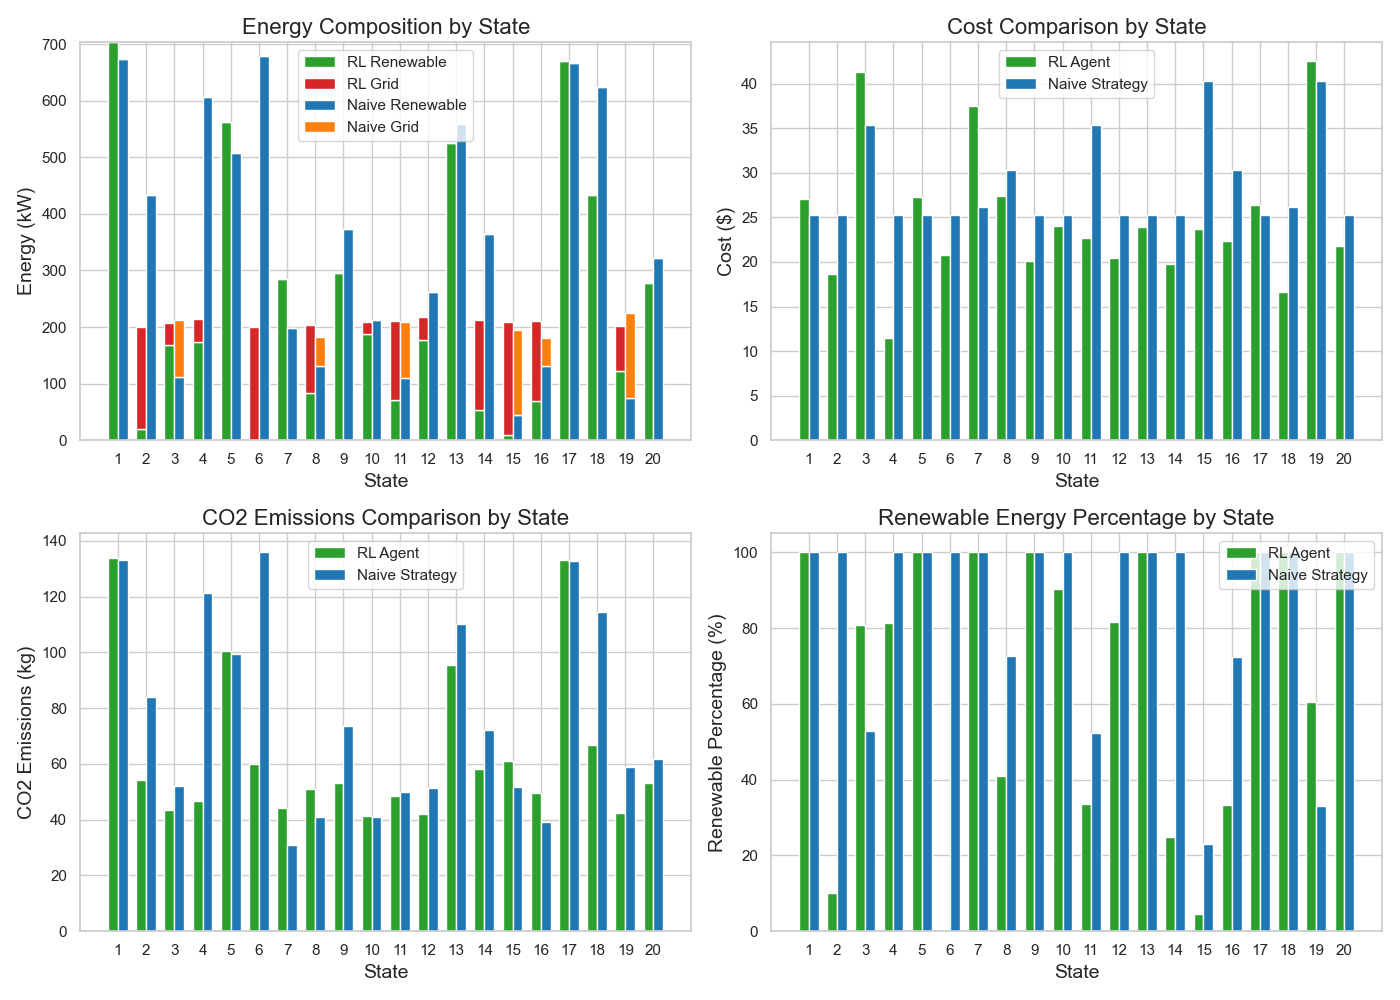 Energy Composition by State
Energy (kW)
700
600
500
400
300
200
100
0
RL Renewable
RL Grid
Naive Renewable
Naive Grid
1 2 3 4 5 6 7 8 9 10 11 12 13 14 15 16 17 18 19 20
State
Cost Comparison by State
Cost ($)
40
35
30
25
20
15
10
5
0
RL Agent
Naive Strategy
1 2 3 4 5 6 7 8 9 10 11 12 13 14 15 16 17 18 19 20
State
CO2 Emissions Comparison by State
CO2 Emissions (kg)
140
120
100
80
60
40
20
0
RL Agent
Naive Strategy
1 2 3 4 5 6 7 8 9 10 11 12 13 14 15 16 17 18 19 20
State
Renewable Energy Percentage by State
Renewable Percentage (%)
100
80
60
40
20
0
RL Agent
Naive Strategy
1 2 3 4 5 6 7 8 9 10 11 12 13 14 15 16 17 18 19 20
State